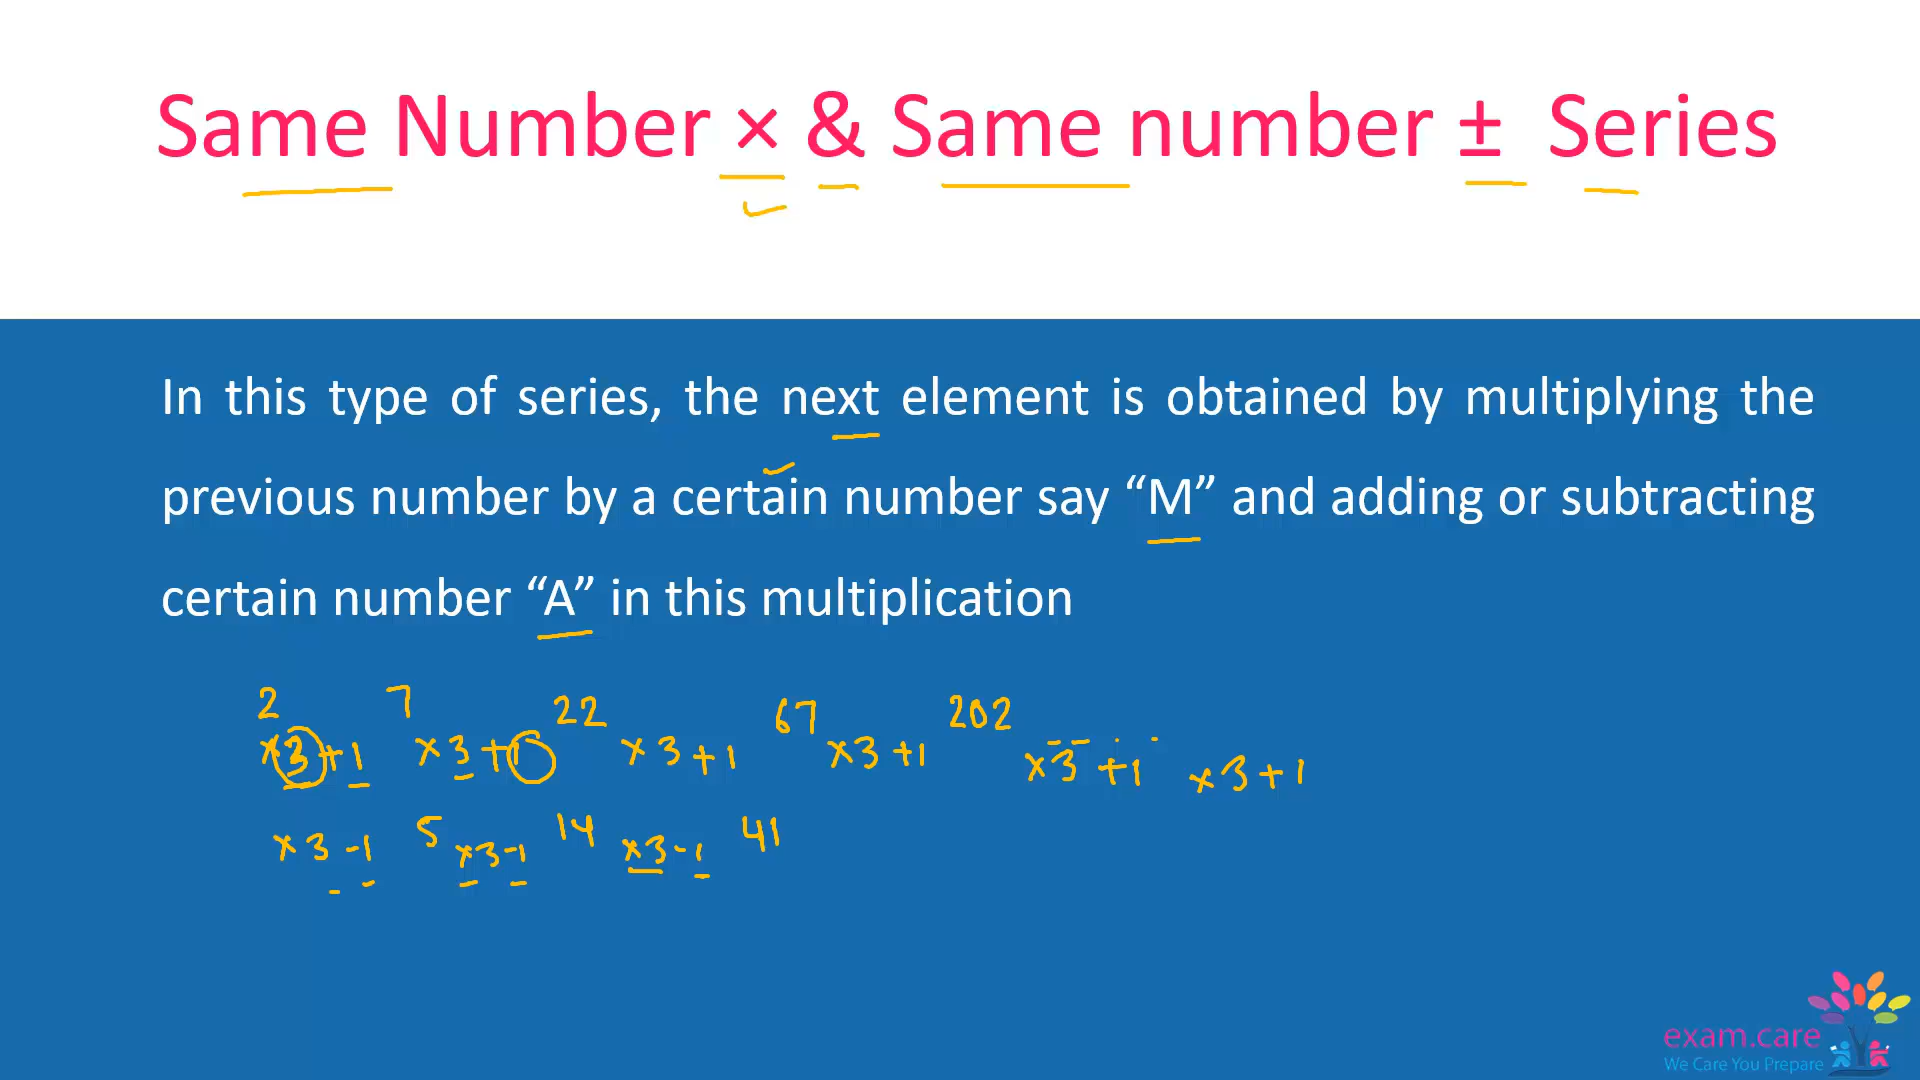 Same Number × & Same number ± Series
In this type of series, the next element is obtained by multiplying the
previous number by a certain number say “M” and adding or subtracting
certain number “A” in this multiplication
2 7 22 67 202
×3+1 ×3+1 ×3+1 ×3+1 ×3+1 ×3+1
×3-1 5 ×3-1 14 ×3-1 41
exam.care
We Care You Prepare